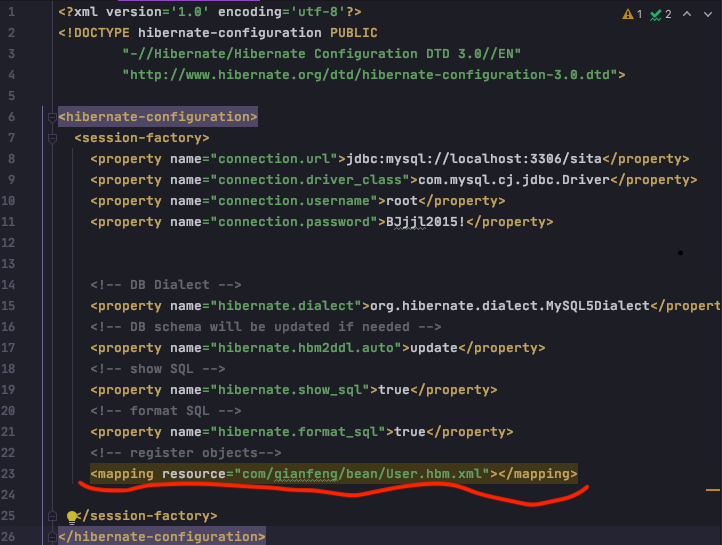 1 <?xml version='1.0' encoding='utf-8'?>
2 <!DOCTYPE hibernate-configuration PUBLIC
3 "-//Hibernate/Hibernate Configuration DTD 3.0//EN"
4 "http://www.hibernate.org/dtd/hibernate-configuration-3.0.dtd">
5
6 <hibernate-configuration>
7 <session-factory>
8 <property name="connection.url">jdbc:mysql://localhost:3306/sita</property>
9 <property name="connection.driver_class">com.mysql.cj.jdbc.Driver</property>
10 <property name="connection.username">root</property>
11 <property name="connection.password">BJjjl2015!</property>
12
13
14 <!-- DB Dialect -->
15 <property name="hibernate.dialect">org.hibernate.dialect.MySQL5Dialect</propert
16 <!-- DB schema will be updated if needed -->
17 <property name="hibernate.hbm2ddl.auto">update</property>
18 <!-- show SQL -->
19 <property name="hibernate.show_sql">true</property>
20 <!-- format SQL -->
21 <property name="hibernate.format_sql">true</property>
22 <!-- register objects-->
23 <mapping resource="com/qianfeng/bean/User.hbm.xml"></mapping>
24
25 </session-factory>
26 </hibernate-configuration>
1 2